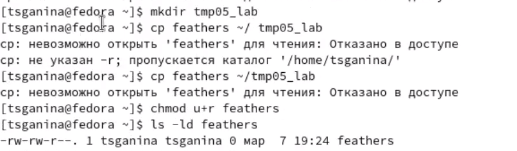 [tsganina@fedora ~]$ mkdir tmp05_lab
[tsganina@fedora ~]$ cp feathers ~/ tmp05_lab
cp: невозможно открыть 'feathers' для чтения: Отказано в доступе
cp: не указан -r; пропускается каталог '/home/tsganina/'
[tsganina@fedora ~]$ cp feathers ~/tmp05_lab
cp: невозможно открыть 'feathers' для чтения: Отказано в доступе
[tsganina@fedora ~]$ chmod u+r feathers
[tsganina@fedora ~]$ ls -ld feathers
-rw-rw-r--. 1 tsganina tsganina 0 мар  7 19:24 feathers